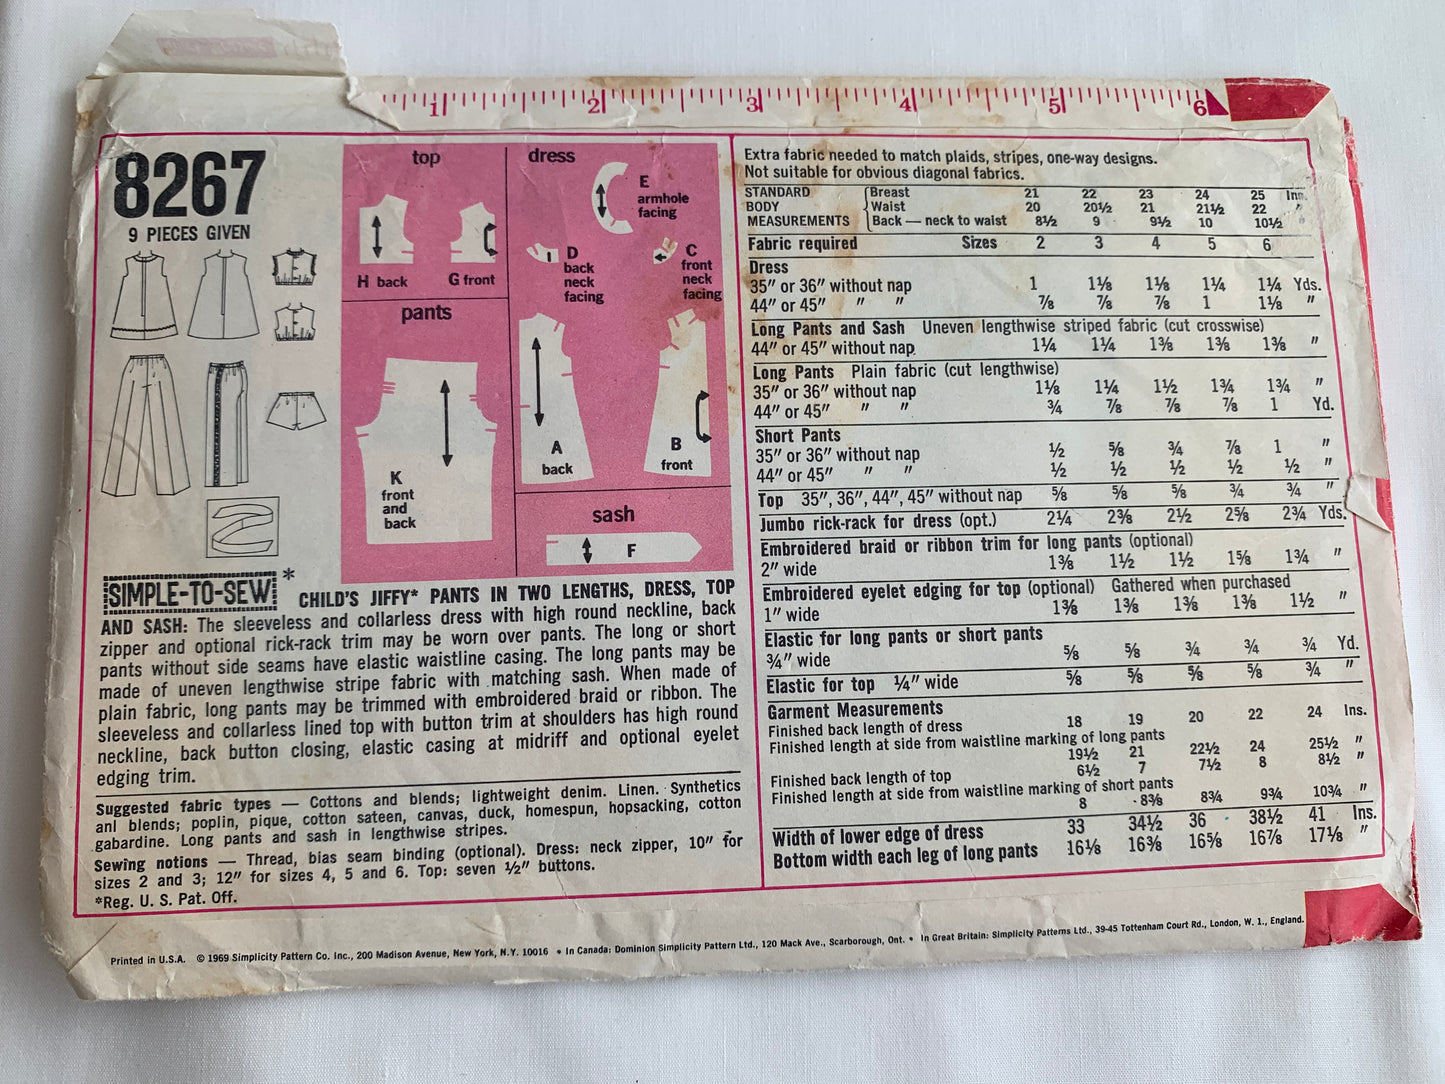 1 2 3 4 5 6
8267
9 PIECES GIVEN
top
H back
G front
pants
K
front
and
back
dress
E
armhole
facing
D
back
neck
facing
C
front
neck
facing
A
back
B
front
sash
F
SIMPLE-TO-SEW*
CHILD'S JIFFY* PANTS IN TWO LENGTHS, DRESS, TOP
AND SASH: The sleeveless and collarless dress with high round neckline, back
zipper and optional rick-rack trim may be worn over pants. The long or short
pants without side seams have elastic waistline casing. The long pants may be
made of uneven lengthwise stripe fabric with matching sash. When made of
plain fabric, long pants may be trimmed with embroidered braid or ribbon. The
sleeveless and collarless lined top with button trim at shoulders has high round
neckline, back button closing, elastic casing at midriff and optional eyelet
edging trim.
Suggested fabric types — Cottons and blends; lightweight denim. Linen. Synthetics
anl blends; poplin, pique, cotton sateen, canvas, duck, homespun, hopsacking, cotton
gabardine. Long pants and sash in lengthwise stripes.
Sewing notions — Thread, bias seam binding (optional). Dress: neck zipper, 10" for
sizes 2 and 3; 12" for sizes 4, 5 and 6. Top: seven ½" buttons.
*Reg. U. S. Pat. Off.
Extra fabric needed to match plaids, stripes, one-way designs.
Not suitable for obvious diagonal fabrics.
STANDARD Breast 21 22 23 24 25 Ins.
BODY Waist 20 20½ 21 21½ 22 "
MEASUREMENTS Back — neck to waist 8½ 9 9½ 10 10½ "
Fabric required Sizes 2 3 4 5 6
Dress
35" or 36" without nap 1 1⅛ 1⅛ 1¼ 1¼ Yds.
44" or 45" " " ⅞ ⅞ ⅞ 1 1⅛ "
Long Pants and Sash Uneven lengthwise striped fabric (cut crosswise)
44" or 45" without nap 1¼ 1¼ 1⅜ 1⅜ 1⅜ "
Long Pants Plain fabric (cut lengthwise)
35" or 36" without nap 1⅛ 1¼ 1½ 1¾ 1¾ "
44" or 45" " " ¾ ⅞ ⅞ ⅞ 1 Yd.
Short Pants
35" or 36" without nap ½ ⅝ ¾ ⅞ 1 "
44" or 45" " " ½ ½ ½ ½ ½ "
Top 35", 36", 44", 45" without nap ⅝ ⅝ ⅝ ¾ ¾ "
Jumbo rick-rack for dress (opt.) 2¼ 2⅜ 2½ 2⅝ 2¾ Yds.
Embroidered braid or ribbon trim for long pants (optional)
2" wide 1⅜ 1½ 1½ 1⅝ 1¾ "
Embroidered eyelet edging for top (optional) Gathered when purchased
1" wide 1⅜ 1⅜ 1⅜ 1⅜ 1½ "
Elastic for long pants or short pants
¾" wide ⅝ ⅝ ¾ ¾ ¾ Yd.
Elastic for top ¼" wide ⅝ ⅝ ⅝ ⅝ ¾ "
Garment Measurements
Finished back length of dress 18 19 20 22 24 Ins.
Finished length at side from waistline marking of long pants
19½ 21 22½ 24 25½ "
Finished back length of top 6½ 7 7½ 8 8½ "
Finished length at side from waistline marking of short pants
8 8⅜ 8¾ 9¾ 10¾ "
Width of lower edge of dress 33 34½ 36 38½ 41 Ins.
Bottom width each leg of long pants 16⅛ 16⅜ 16⅝ 16⅞ 17⅛ "
Printed in U.S.A. © 1969 Simplicity Pattern Co. Inc., 200 Madison Avenue, New York, N.Y. 10016 • In Canada: Dominion Simplicity Pattern Ltd., 120 Mack Ave., Scarborough, Ont. • In Great Britain: Simplicity Patterns Ltd., 39-45 Tottenham Court Rd., London, W. 1., England.